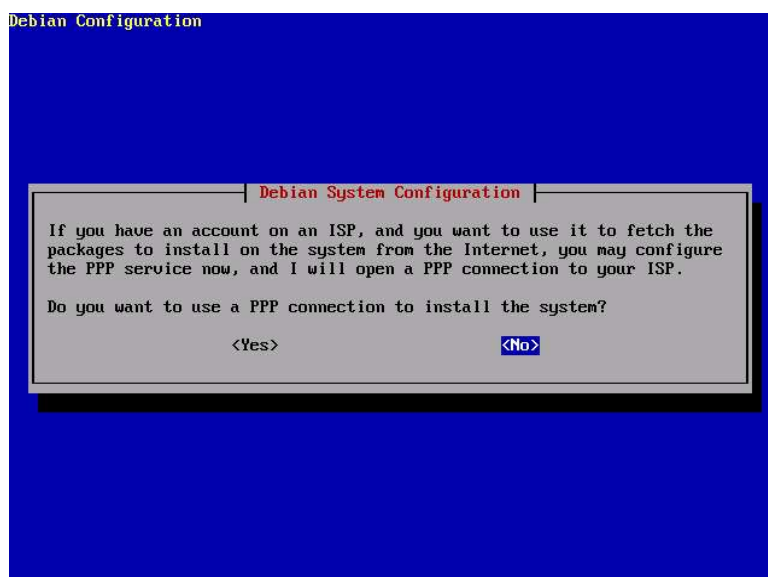 Debian Configuration
Debian System Configuration
If you have an account on an ISP, and you want to use it to fetch the
packages to install on the system from the Internet, you may configure
the PPP service now, and I will open a PPP connection to your ISP.
Do you want to use a PPP connection to install the system?
<Yes> <No>